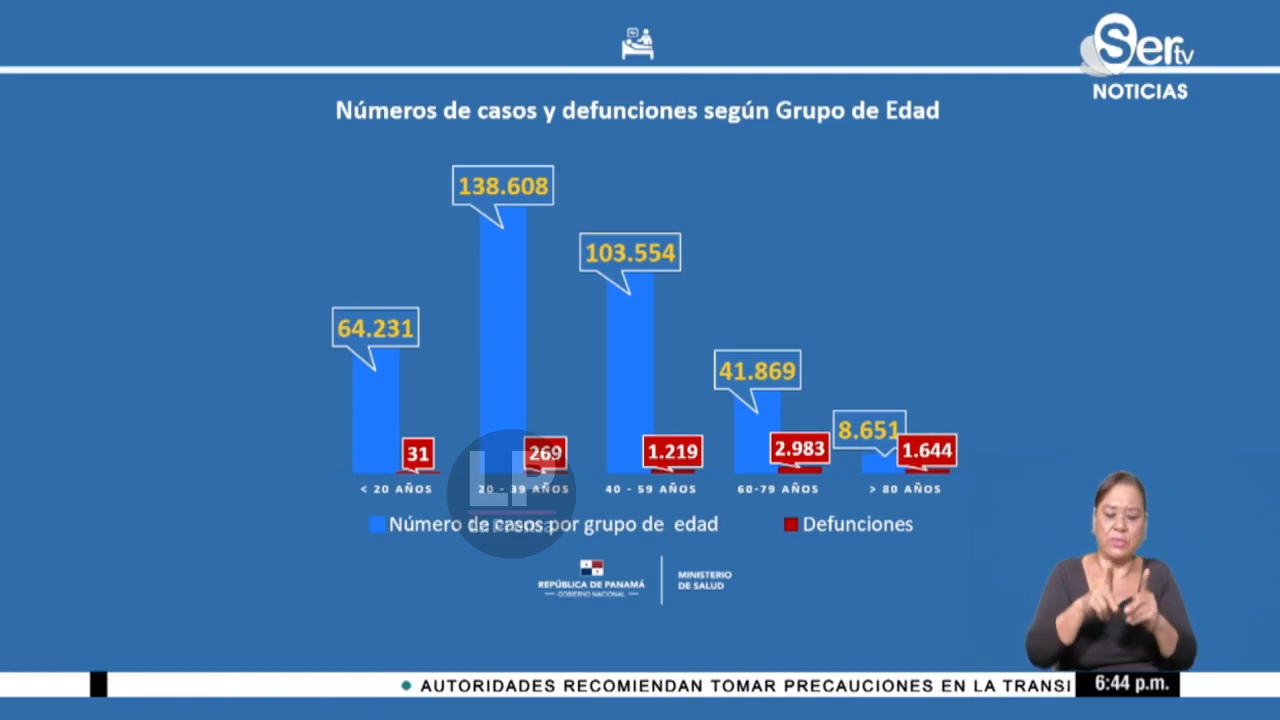 Ser tv
NOTICIAS
Números de casos y defunciones según Grupo de Edad
138.608
103.554
64.231
41.869
8.651
31
269
1.219
2.983
1.644
< 20 AÑOS
20 - 39 AÑOS
40 - 59 AÑOS
60-79 AÑOS
> 80 AÑOS
LP
La Prensa
Número de casos por grupo de edad
Defunciones
REPÚBLICA DE PANAMÁ
GOBIERNO NACIONAL
MINISTERIO
DE SALUD
AUTORIDADES RECOMIENDAN TOMAR PRECAUCIONES EN LA TRANSI
6:44 p.m.